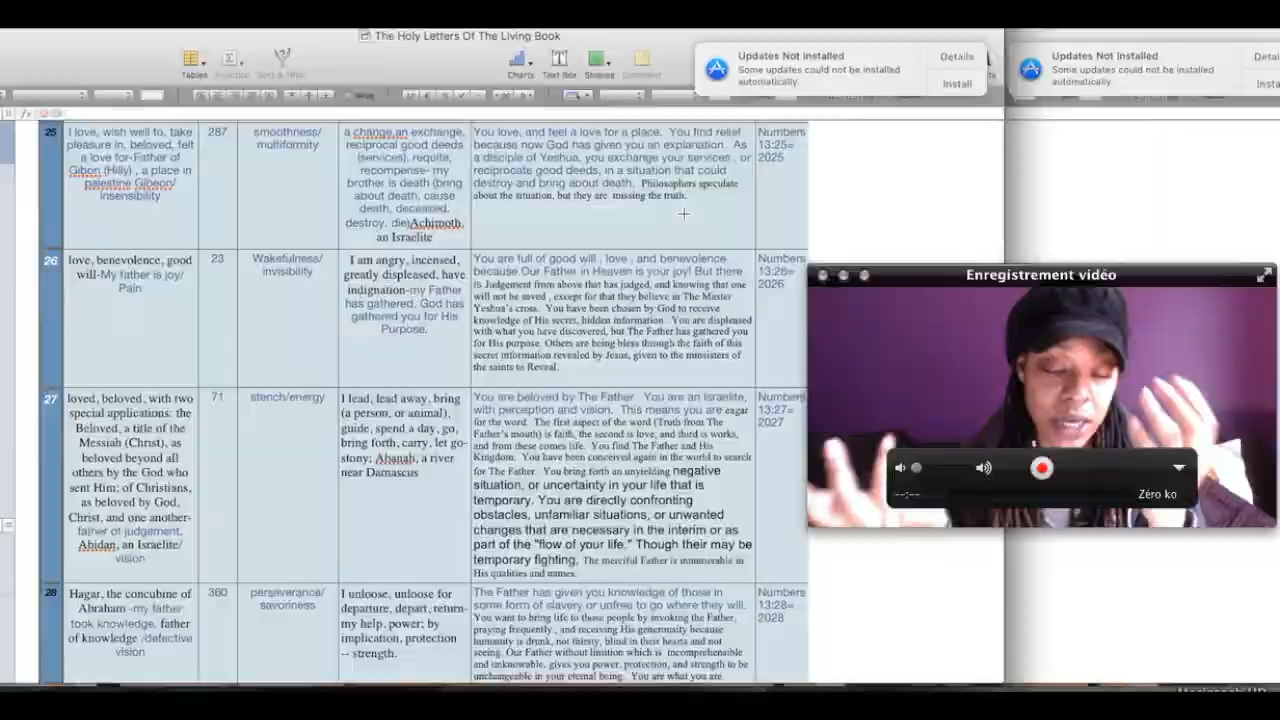 The Holy Letters Of The Living Book
Updates Not Installed
Some updates could not be installed
automatically.
Details
Install
Updates Not Installed
Some updates could not be installed
automatically.
Tables
Charts
Text Box
Shapes
Comment
fx
25
I love, wish well to, take
pleasure in, beloved, felt
a love for-Father of
Gibon (Hilly) , a place in
palestine Gibeon/
insensibility
287
smoothness/
multiformity
a change an exchange,
reciprocal good deeds
(services), requite,
recompense- my
brother is death (bring
about death, cause
death, deceased,
destroy, die)Achimoth,
an Israelite
You love, and feel a love for a place. You find relief
because now God has given you an explanation. As
a disciple of Yeshua, you exchange your services , or
reciprocate good deeds, in a situation that could
destroy and bring about death. Philosophers speculate
about the situation, but they are missing the truth.
Numbers
13:25=
2025
26
love, benevolence, good
will-My father is joy/
Pain
23
Wakefulness/
invisibility
I am angry, incensed,
greatly displeased, have
indignation-my Father
has gathered, God has
gathered you for His
Purpose.
You are full of good will , love , and benevolence
because Our Father in Heaven is your joy! But there
is Judgement from above that has judged, and knowing that one
will not be saved , except for that they believe in The Master
Yeshua's cross. You have been chosen by God to receive
knowledge of His secret, hidden information. You are displeased
with what you have discovered, but The Father has gathered you
for His purpose. Others are being bless through the faith of this
secret information revealed by Jesus, given to the ministers of
the saints to Reveal.
Numbers
13:26=
2026
27
loved, beloved, with two
special applications: the
Beloved, a title of the
Messiah (Christ), as
beloved beyond all
others by the God who
sent Him; of Christians,
as beloved by God,
Christ, and one another-
father of judgement,
Abidan, an Israelite/
vision
71
stench/energy
I lead, lead away, bring
(a person, or animal),
guide, spend a day, go,
bring forth, carry, let go-
story; Abanah, a river
near Damascus
You are beloved by The Father You are an Israelite,
with perception and vision. This means you are eagar
for the word. The first aspect of the word (Truth from The
Father's mouth) is faith, the second is love, and third is works,
and from these comes life. You find The Father and His
Kingdom. You have been conceived again in the world to search
for The Father. You bring forth an unyielding negative
situation, or uncertainty in your life that is
temporary. You are directly confronting
obstacles, unfamiliar situations, or unwanted
changes that are necessary in the interim or as
part of the "flow of your life." Though their may be
temporary fighting, The merciful Father is innumerable in
His qualities and names.
Numbers
13:27=
2027
28
Hagar, the concubine of
Abraham -my father
took knowledge, father
of knowledge /defective
vision
360
perseverance/
savoriness
I unloose, unloose for
departure, depart, return-
my help, power; by
implication, protection
-- strength.
The Father has given you knowledge of those in
some form of slavery or unfree to go where they will.
You want to bring life to those people by invoking the Father,
praying frequently , and receiving His generousity because
humanity is drunk, not thirsty, blind in their hearts and not
seeing. Our Father without limition which is incomprehensible
and unknowable, gives you power, protection, and strength to be
unchangeable in your eternal being. You are what you are
Numbers
13:28=
2028
Enregistrement vidéo
--:--
Zéro ko